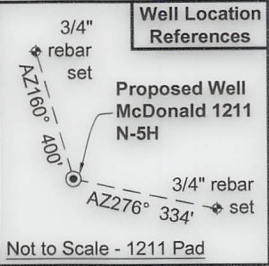 Well Location
References
3/4"
rebar
set
AZ160° 400'
Proposed Well
McDonald 1211
N-5H
3/4" rebar
set
AZ276° 334'
Not to Scale - 1211 Pad